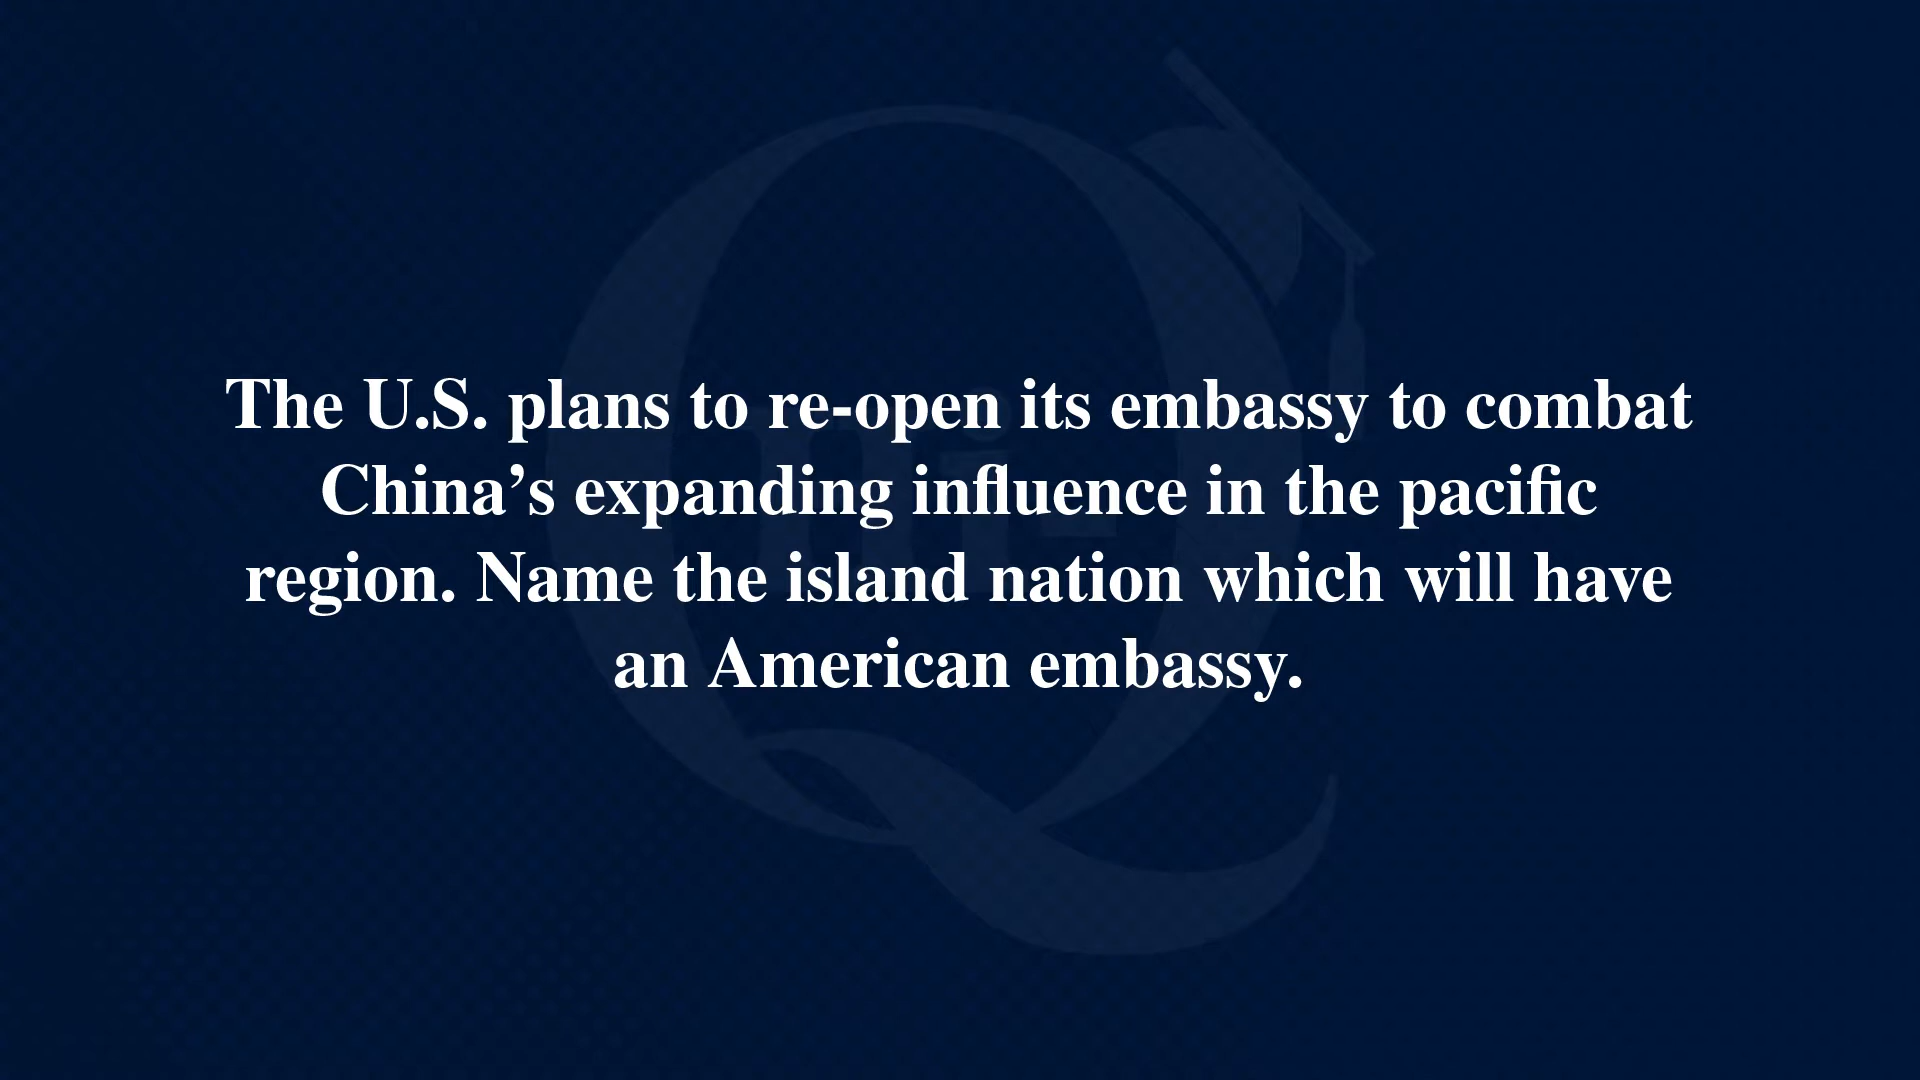 The U.S. plans to re-open its embassy to combat
China’s expanding influence in the pacific
region. Name the island nation which will have
an American embassy.